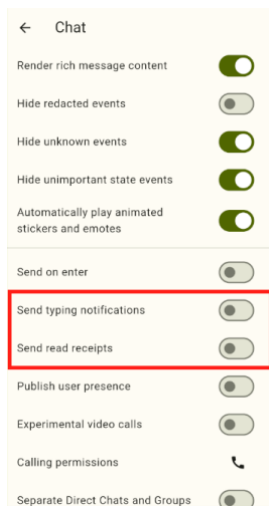 Chat
Render rich message content
Hide redacted events
Hide unknown events
Hide unimportant state events
Automatically play animated
stickers and emotes
Send on enter
Send typing notifications
Send read receipts
Publish user presence
Experimental video calls
Calling permissions
Separate Direct Chats and Groups